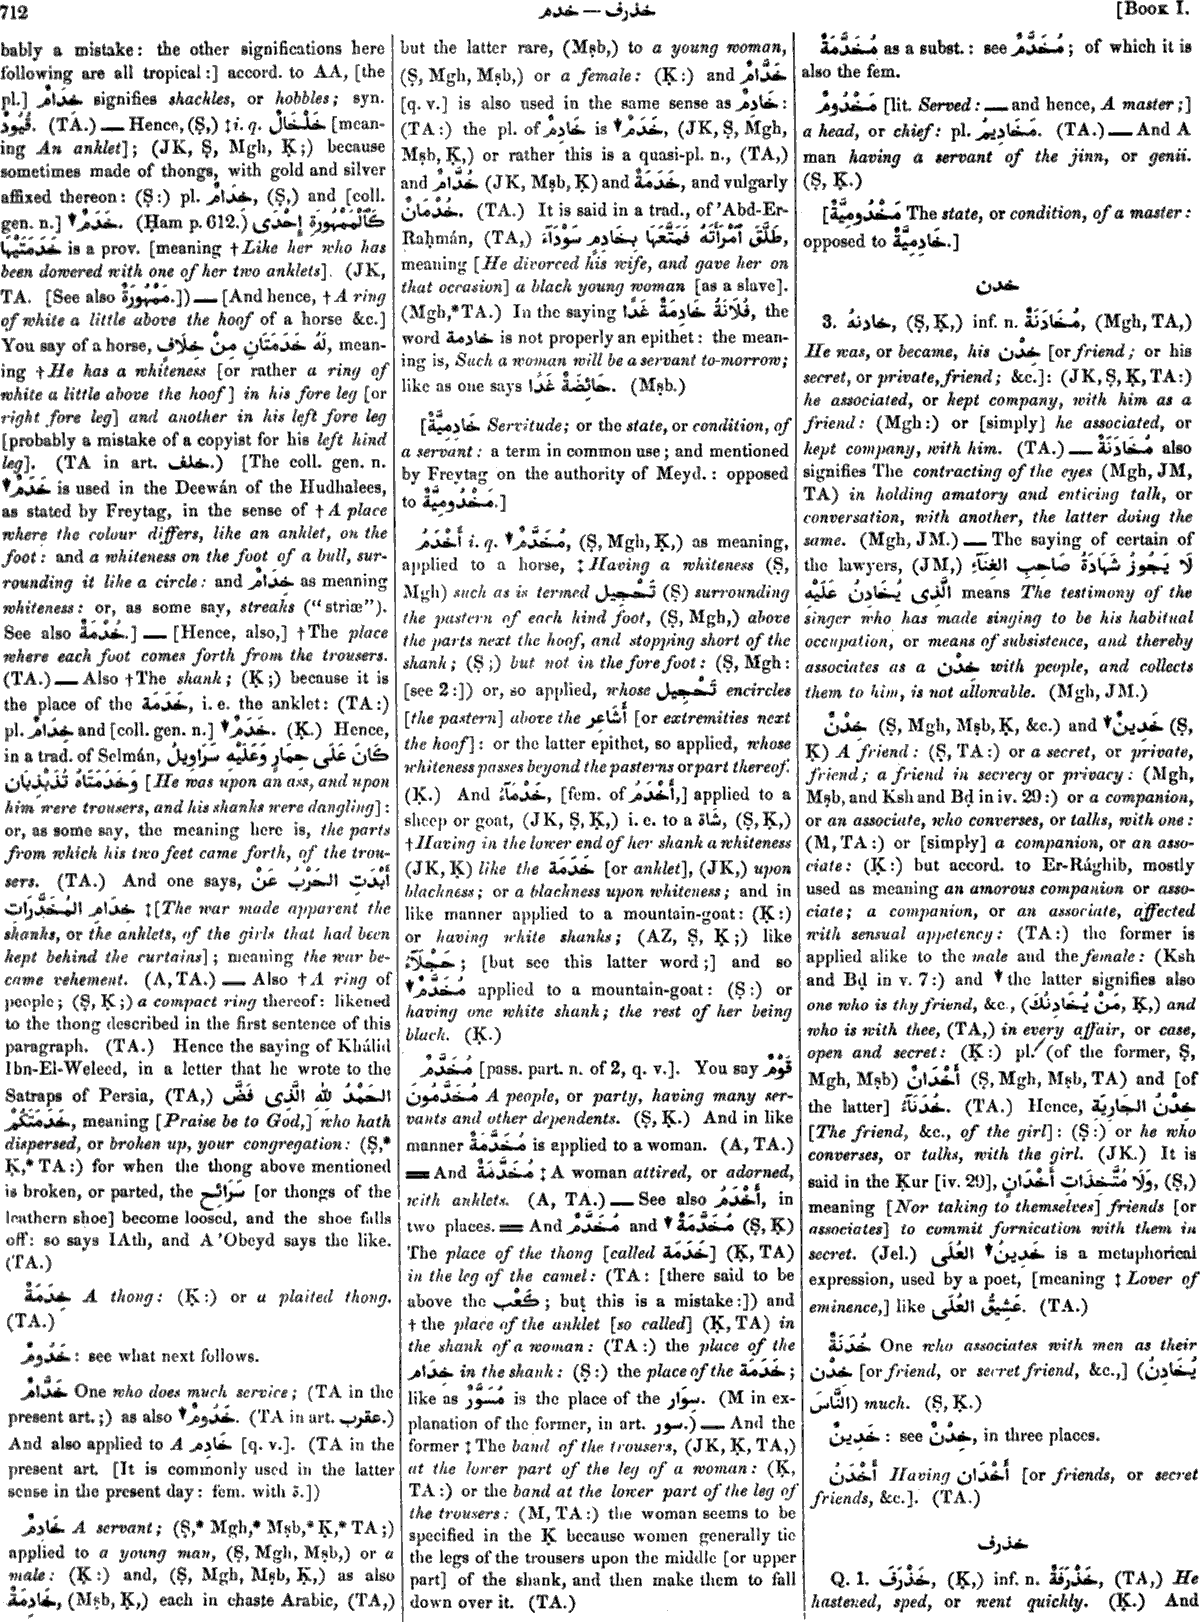 712
خدم — خذرف
[Book I.
bably a mistake: the other significations here
following are all tropical:] accord. to AA, [the
pl.] خِدَامٌ signifies shackles, or hobbles; syn.
قُيُودٌ. (TA.) — Hence, (Ṣ,) ‡ i. q. خَلْخَالٌ [mean-
ing An anklet]; (JK, Ṣ, Mgh, Ḳ;) because
sometimes made of thongs, with gold and silver
affixed thereon: (Ṣ:) pl. خِدَامٌ, (Ṣ,) and [coll.
gen. n.] ▼خَدَمٌ. (Ḥam p. 612.) كَٱلْمَمْهُورَةِ إِحْدَى
خَدَمَتَيْهَا is a prov. [meaning † Like her who has
been dowered with one of her two anklets]. (JK,
TA. [See also مَمْهُورَةٌ.]) — [And hence, † A ring
of white a little above the hoof of a horse &c.]
You say of a horse, لَهُ خَدَمَتَانِ مِنْ خِلَافٍ, mean-
ing † He has a whiteness [or rather a ring of
white a little above the hoof] in his fore leg [or
right fore leg] and another in his left fore leg
[probably a mistake of a copyist for his left hind
leg]. (TA in art. خلف.) [The coll. gen. n.
▼خَدَمٌ is used in the Deewán of the Hudhalees,
as stated by Freytag, in the sense of † A place
where the colour differs, like an anklet, on the
foot: and a whiteness on the foot of a bull, sur-
rounding it like a circle: and خِدَامٌ as meaning
whiteness: or, as some say, streaks (“striæ”).
See also خُدْمَةٌ.] — [Hence, also,] † The place
where each foot comes forth from the trousers.
(TA.) — Also † The shank; (Ḳ;) because it is
the place of the خَدَمَة, i. e. the anklet: (TA:)
pl. خِدَامٌ and [coll. gen. n.] ▼خَدَمٌ. (Ḳ.) Hence,
in a trad. of Selmán, كَانَ عَلَى حِمَارٍ وَعَلَيْهِ سَرَاوِيلُ
وَخَدَمَتَاهُ تَذَبْذَبَانِ [He was upon an ass, and upon
him were trousers, and his shanks were dangling]:
or, as some say, the meaning here is, the parts
from which his two feet came forth, of the trou-
sers. (TA.) And one says, أَبْدَتِ الحَرْبُ عَنْ
خِدَامِ المُخَدَّرَاتِ ‡ [The war made apparent the
shanks, or the anklets, of the girls that had been
kept behind the curtains]; meaning the war be-
came vehement. (A, TA.) — Also † A ring of
people; (Ṣ, Ḳ;) a compact ring thereof: likened
to the thong described in the first sentence of this
paragraph. (TA.) Hence the saying of Khálid
Ibn-El-Weleed, in a letter that he wrote to the
Satraps of Persia, (TA,) الحَمْدُ لِلّٰهِ الَّذِى فَضَّ
خَدَمَتَكُمْ, meaning [Praise be to God,] who hath
dispersed, or broken up, your congregation: (Ṣ,*
Ḳ,* TA:) for when the thong above mentioned
is broken, or parted, the سَرَائِح [or thongs of the
leathern shoe] become loosed, and the shoe falls
off: so says IAth, and A 'Obeyd says the like.
(TA.)
خَدَمَةٌ A thong: (Ḳ:) or a plaited thong.
(TA.)
خَدُومٌ: see what next follows.
خَدَّامٌ One who does much service; (TA in the
present art.;) as also ▼خَدُومٌ. (TA in art. عقرب.)
And also applied to A خَادِم [q. v.]. (TA in the
present art. [It is commonly used in the latter
sense in the present day: fem. with ة.])
خَادِمٌ A servant; (Ṣ,* Mgh,* Mṣb,* Ḳ,* TA;)
applied to a young man, (Ṣ, Mgh, Mṣb,) or a
male: (Ḳ:) and, (Ṣ, Mgh, Mṣb, Ḳ,) as also
خَادِمَةٌ, (Mṣb, Ḳ,) each in chaste Arabic, (TA,)
but the latter rare, (Mṣb,) to a young woman,
(Ṣ, Mgh, Mṣb,) or a female: (Ḳ:) and خَدَّامٌ
[q. v.] is also used in the same sense as خَادِمٌ:
(TA:) the pl. of خَادِمٌ is ▼خَدَمٌ, (JK, Ṣ, Mgh,
Mṣb, Ḳ,) or rather this is a quasi-pl. n., (TA,)
and خُدَّامٌ (JK, Mṣb, Ḳ) and خَدَمَةٌ, and vulgarly
خُدْمَانٌ. (TA.) It is said in a trad., of 'Abd-Er-
Raḥmán, (TA,) طَلَّقَ ٱمْرَأَتَهُ فَمَتَّعَهَا بِخَادِمٍ سَوْدَآءَ,
meaning [He divorced his wife, and gave her on
that occasion] a black young woman [as a slave].
(Mgh,* TA.) In the saying فُلَانَةُ خَادِمَةٌ غَدًا, the
word خادمة is not properly an epithet: the mean-
ing is, Such a woman will be a servant to-morrow;
like as one says حَائِضَةٌ غَدًا. (Mṣb.)
[خَادِمِيَّةٌ Servitude; or the state, or condition, of
a servant: a term in common use; and mentioned
by Freytag on the authority of Meyd.: opposed
to مَخْدُومِيَّةٌ.]
أَخْدَمُ i. q. ▼مُخَدَّمٌ, (Ṣ, Mgh, Ḳ,) as meaning,
applied to a horse, ‡ Having a whiteness (Ṣ,
Mgh) such as is termed تَحْجِيل (Ṣ) surrounding
the pastern of each hind foot, (Ṣ, Mgh,) above
the parts next the hoof, and stopping short of the
shank; (Ṣ;) but not in the fore foot: (Ṣ, Mgh:
[see 2:]) or, so applied, whose تَحْجِيل encircles
[the pastern] above the أَشَاعِر [or extremities next
the hoof]: or the latter epithet, so applied, whose
whiteness passes beyond the pasterns or part thereof.
(Ḳ.) And خَدْمَآءُ, [fem. of أَخْدَمُ,] applied to a
sheep or goat, (JK, Ṣ, Ḳ,) i. e. to a شَاة, (Ṣ, Ḳ,)
† Having in the lower end of her shank a whiteness
(JK, Ḳ) like the خَدَمَة [or anklet], (JK,) upon
blackness; or a blackness upon whiteness; and in
like manner applied to a mountain-goat: (Ḳ:)
or having white shanks; (AZ, Ṣ, Ḳ;) like
حَجْلَآءُ; [but see this latter word;] and so
▼مُخَدَّمٌ applied to a mountain-goat: (Ṣ:) or
having one white shank; the rest of her being
black. (Ḳ.)
مُخَدَّمٌ [pass. part. n. of 2, q. v.]. You say قَوْمٌ
مُخَدَّمُونَ A people, or party, having many ser-
vants and other dependents. (Ṣ, Ḳ.) And in like
manner مُخَدَّمَةٌ is applied to a woman. (A, TA.)
= And مُخَدَّمَةٌ ‡ A woman attired, or adorned,
with anklets. (A, TA.) — See also أَخْدَمُ, in
two places. = And مُخَدَّمٌ and ▼مُخَدَّمَةٌ (Ṣ, Ḳ)
The place of the thong [called خَدَمَة] (Ḳ, TA)
in the leg of the camel: (TA: [there said to be
above the كَعْب; but this is a mistake:]) and
† the place of the anklet [so called] (Ḳ, TA) in
the shank of a woman: (TA:) the place of the
خِدَام in the shank: (Ṣ:) the place of the خَدَمَة;
like as مُسَوَّرٌ is the place of the سِوَار. (M in ex-
planation of the former, in art. سور.) — And the
former ‡ The band of the trousers, (JK, Ḳ, TA,)
at the lower part of the leg of a woman: (Ḳ,
TA:) or the band at the lower part of the leg of
the trousers: (M, TA:) the woman seems to be
specified in the Ḳ because women generally tie
the legs of the trousers upon the middle [or upper
part] of the shank, and then make them to fall
down over it. (TA.)
مُخَدَّمَةٌ as a subst.: see مُخَدَّمٌ; of which it is
also the fem.
مَخْدُومٌ [lit. Served: — and hence, A master;]
a head, or chief: pl. مَخَادِيمُ. (TA.) — And A
man having a servant of the jinn, or genii.
(Ṣ, Ḳ.)
[مَخْدُومِيَّةٌ The state, or condition, of a master:
opposed to خَادِمِيَّةٌ.]
خدن
3. خادنهُ, (Ṣ, Ḳ,) inf. n. مُخَادَنَةٌ, (Mgh, TA,)
He was, or became, his خِدْن [or friend; or his
secret, or private, friend; &c.]: (JK, Ṣ, Ḳ, TA:)
he associated, or kept company, with him as a
friend: (Mgh:) or [simply] he associated, or
kept company, with him. (TA.) — مُخَادَنَةٌ also
signifies The contracting of the eyes (Mgh, JM,
TA) in holding amatory and enticing talk, or
conversation, with another, the latter doing the
same. (Mgh, JM.) — The saying of certain of
the lawyers, (JM,) لَا يَجُوزُ شَهَادَةُ صَاحِبِ الغِنَآءِ
الَّذِى يُخَادِنُ عَلَيْهِ means The testimony of the
singer who has made singing to be his habitual
occupation, or means of subsistence, and thereby
associates as a خِدْن with people, and collects
them to him, is not allowable. (Mgh, JM.)
خِدْنٌ (Ṣ, Mgh, Mṣb, Ḳ, &c.) and ▼خَدِينٌ (Ṣ,
Ḳ) A friend: (Ṣ, TA:) or a secret, or private,
friend; a friend in secrecy or privacy: (Mgh,
Mṣb, and Ksh and Bḍ in iv. 29:) or a companion,
or an associate, who converses, or talks, with one:
(M, TA:) or [simply] a companion, or an asso-
ciate: (Ḳ:) but accord. to Er-Rághib, mostly
used as meaning an amorous companion or asso-
ciate; a companion, or an associate, affected
with sensual appetency: (TA:) the former is
applied alike to the male and the female: (Ksh
and Bḍ in v. 7:) and ▼ the latter signifies also
one who is thy friend, &c., (مَنْ يُخَادِنُكَ, Ḳ,) and
who is with thee, (TA,) in every affair, or case,
open and secret: (Ḳ:) pl. (of the former, Ṣ,
Mgh, Mṣb) أَخْدَانٌ (Ṣ, Mgh, Mṣb, TA) and [of
the latter] خُدَنَآءُ. (TA.) Hence, خِدْنُ الجَارِيَةِ
[The friend, &c., of the girl]: (Ṣ:) or he who
converses, or talks, with the girl. (JK.) It is
said in the Ḳur [iv. 29], وَلَا مُتَّخِذَاتِ أَخْدَانٍ, (Ṣ,)
meaning [Nor taking to themselves] friends [or
associates] to commit fornication with them in
secret. (Jel.) ▼خَدِينُ العُلَى is a metaphorical
expression, used by a poet, [meaning ‡ Lover of
eminence,] like عَشِيقُ العُلَى. (TA.)
خُدَنَةٌ One who associates with men as their
خِدْن [or friend, or secret friend, &c.,] (يُخَادِنُ
النَّاسَ) much. (Ṣ, Ḳ.)
خَدِينٌ: see خِدْنٌ, in three places.
أَخْدَنُ Having أَخْدَان [or friends, or secret
friends, &c.]. (TA.)
خذرف
Q. 1. خَذْرَفَ, (Ḳ,) inf. n. خَذْرَفَةٌ, (TA,) He
hastened, sped, or went quickly. (Ḳ.) And